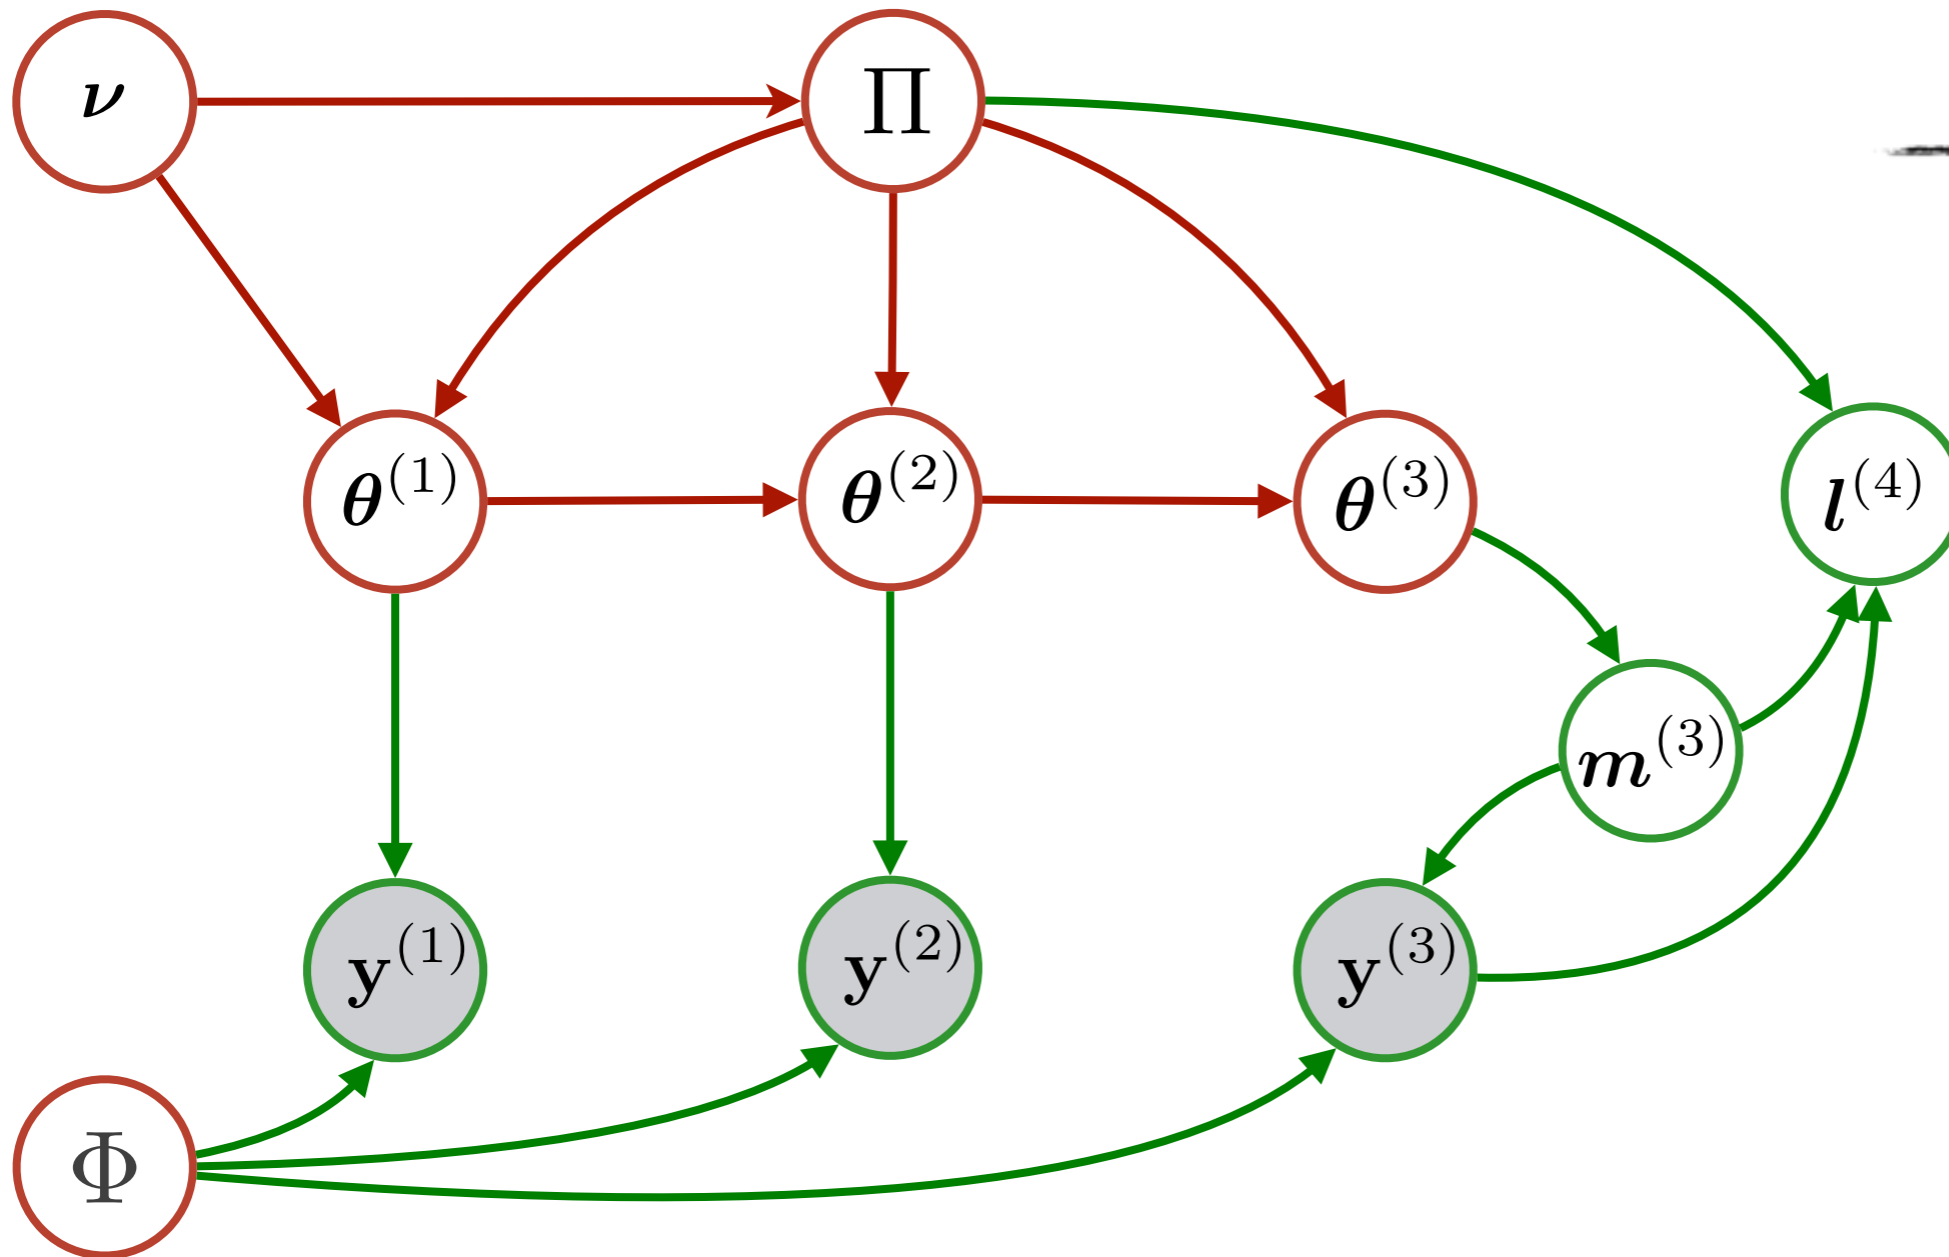 ν
Π
θ(1)
θ(2)
θ(3)
l(4)
m(3)
y(1)
y(2)
y(3)
Φ